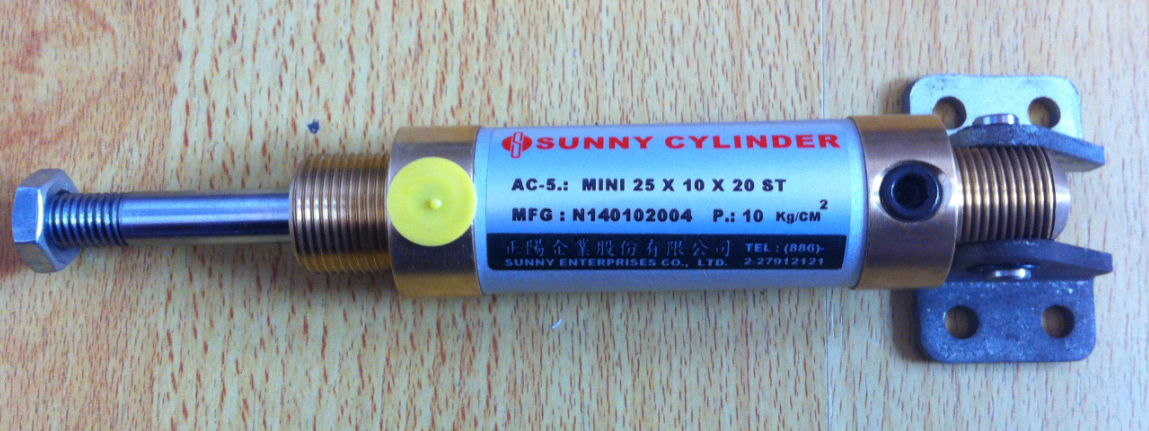 SUNNY CYLINDER
AC-5.: MINI 25 X 10 X 20 ST
MFG : N140102004 P.: 10 Kg/CM²
正陽企業股份有限公司 TEL : (886)-
SUNNY ENTERPRISES CO., LTD. 2-27912121